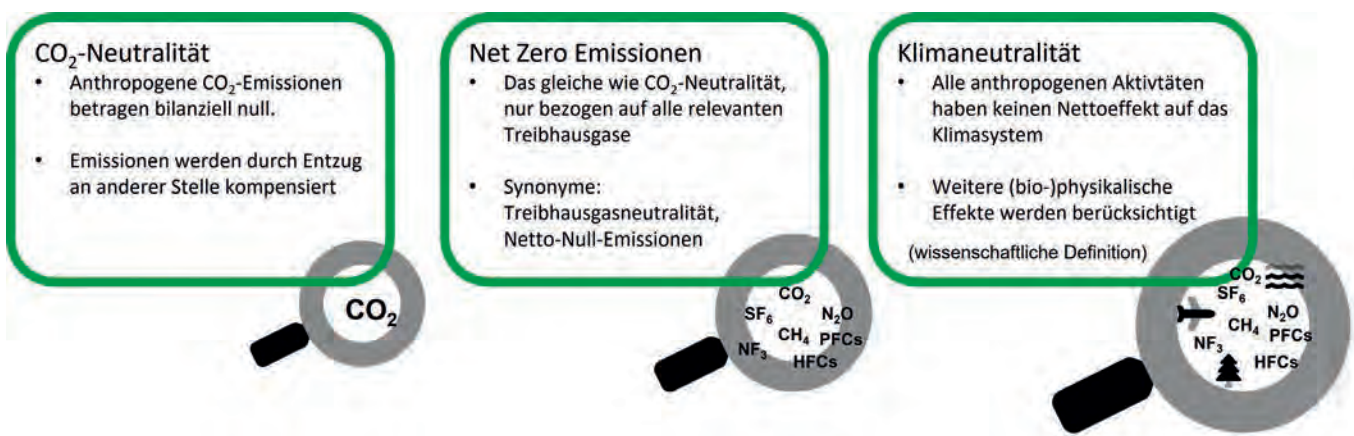 CO₂-Neutralität
• Anthropogene CO₂-Emissionen
betragen bilanziell null.
• Emissionen werden durch Entzug
an anderer Stelle kompensiert
CO₂
Net Zero Emissionen
• Das gleiche wie CO₂-Neutralität,
nur bezogen auf alle relevanten
Treibhausgase
• Synonyme:
Treibhausgasneutralität,
Netto-Null-Emissionen
CO₂
SF₆ N₂O
CH₄ PFCs
NF₃
HFCs
Klimaneutralität
• Alle anthropogenen Aktivtäten
haben keinen Nettoeffekt auf das
Klimasystem
• Weitere (bio-)physikalische
Effekte werden berücksichtigt
(wissenschaftliche Definition)
CO₂
SF₆
N₂O
CH₄ PFCs
NF₃
HFCs